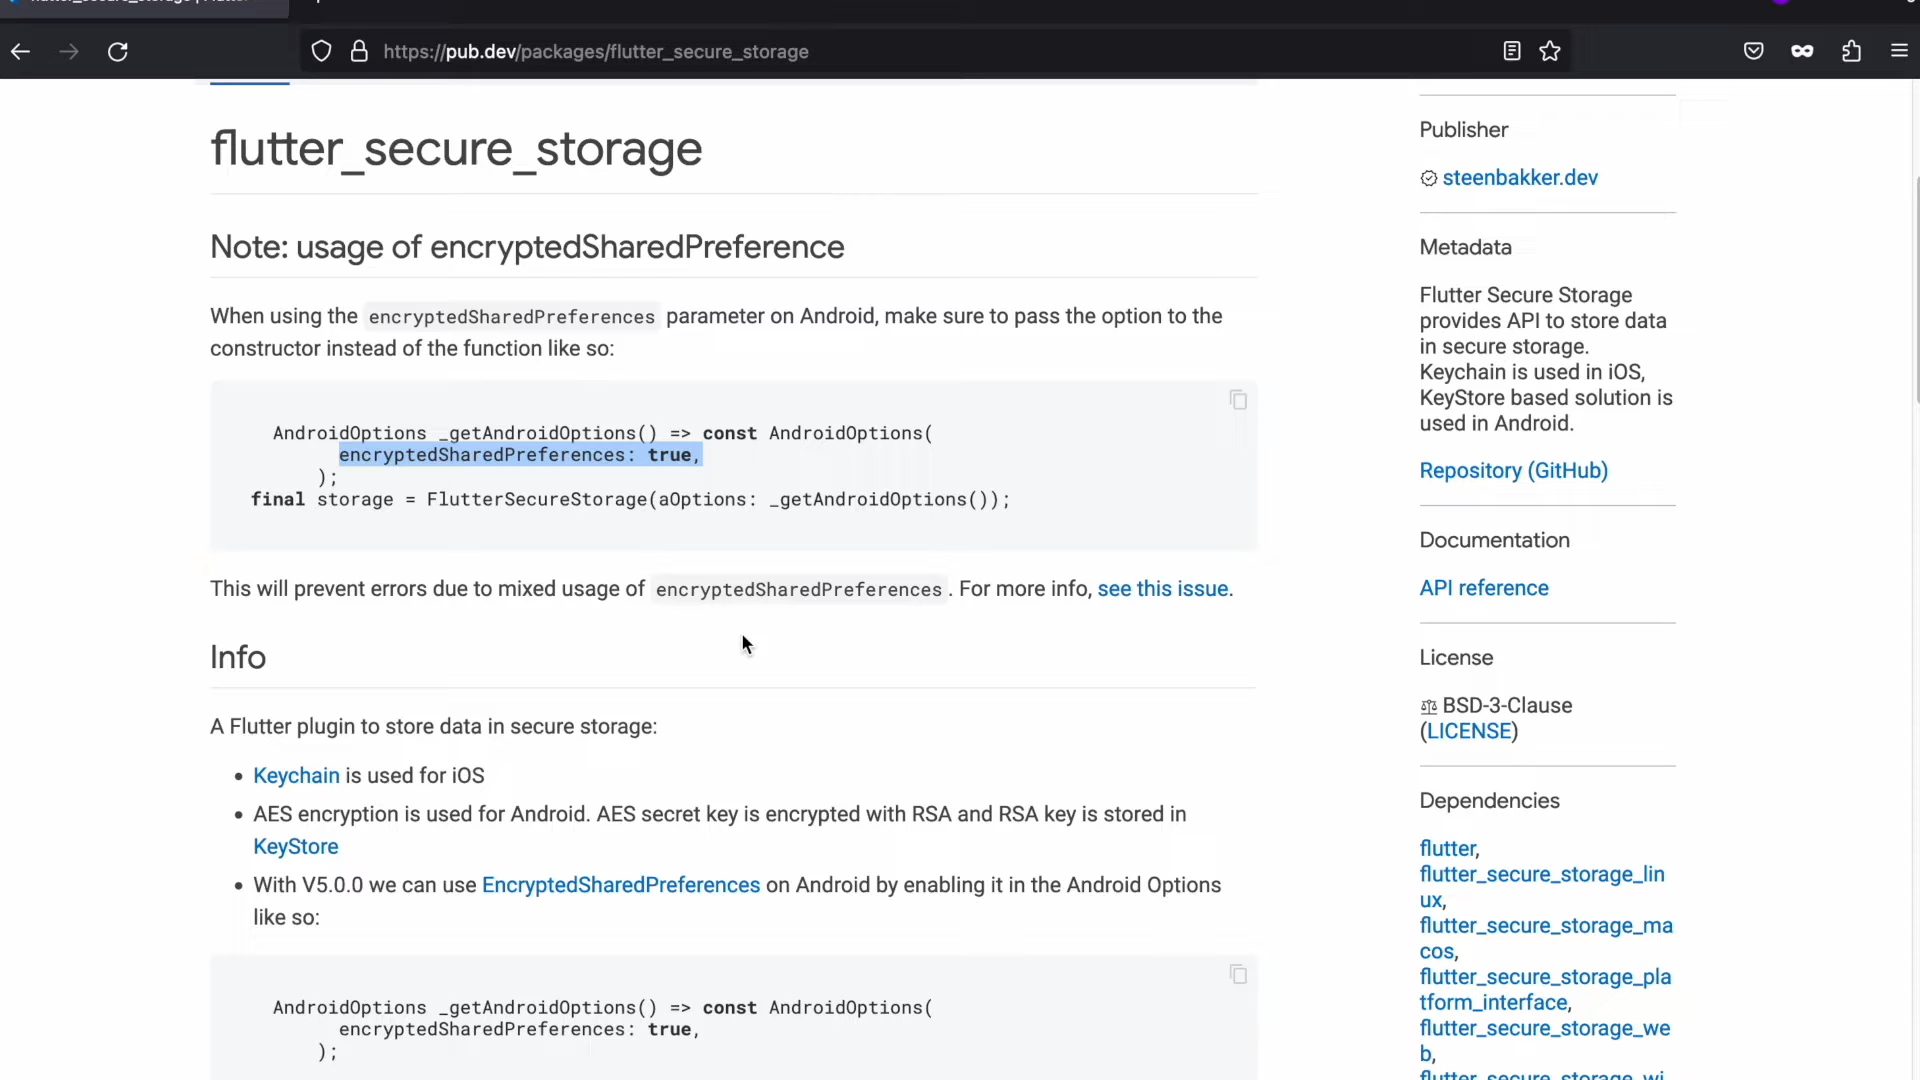 https://pub.dev/packages/flutter_secure_storage
flutter_secure_storage
Note: usage of encryptedSharedPreference
When using the encryptedSharedPreferences parameter on Android, make sure to pass the option to the
constructor instead of the function like so:
AndroidOptions _getAndroidOptions() => const AndroidOptions(
encryptedSharedPreferences: true,
);
final storage = FlutterSecureStorage(aOptions: _getAndroidOptions());
This will prevent errors due to mixed usage of encryptedSharedPreferences. For more info, see this issue.
Info
A Flutter plugin to store data in secure storage:
• Keychain is used for iOS
• AES encryption is used for Android. AES secret key is encrypted with RSA and RSA key is stored in
KeyStore
• With V5.0.0 we can use EncryptedSharedPreferences on Android by enabling it in the Android Options
like so:
AndroidOptions _getAndroidOptions() => const AndroidOptions(
encryptedSharedPreferences: true,
);
Publisher
steenbakker.dev
Metadata
Flutter Secure Storage
provides API to store data
in secure storage.
Keychain is used in iOS,
KeyStore based solution is
used in Android.
Repository (GitHub)
Documentation
API reference
License
BSD-3-Clause
(LICENSE)
Dependencies
flutter,
flutter_secure_storage_lin
ux,
flutter_secure_storage_ma
cos,
flutter_secure_storage_pla
tform_interface,
flutter_secure_storage_we
b,
flutter_secure_storage_wi